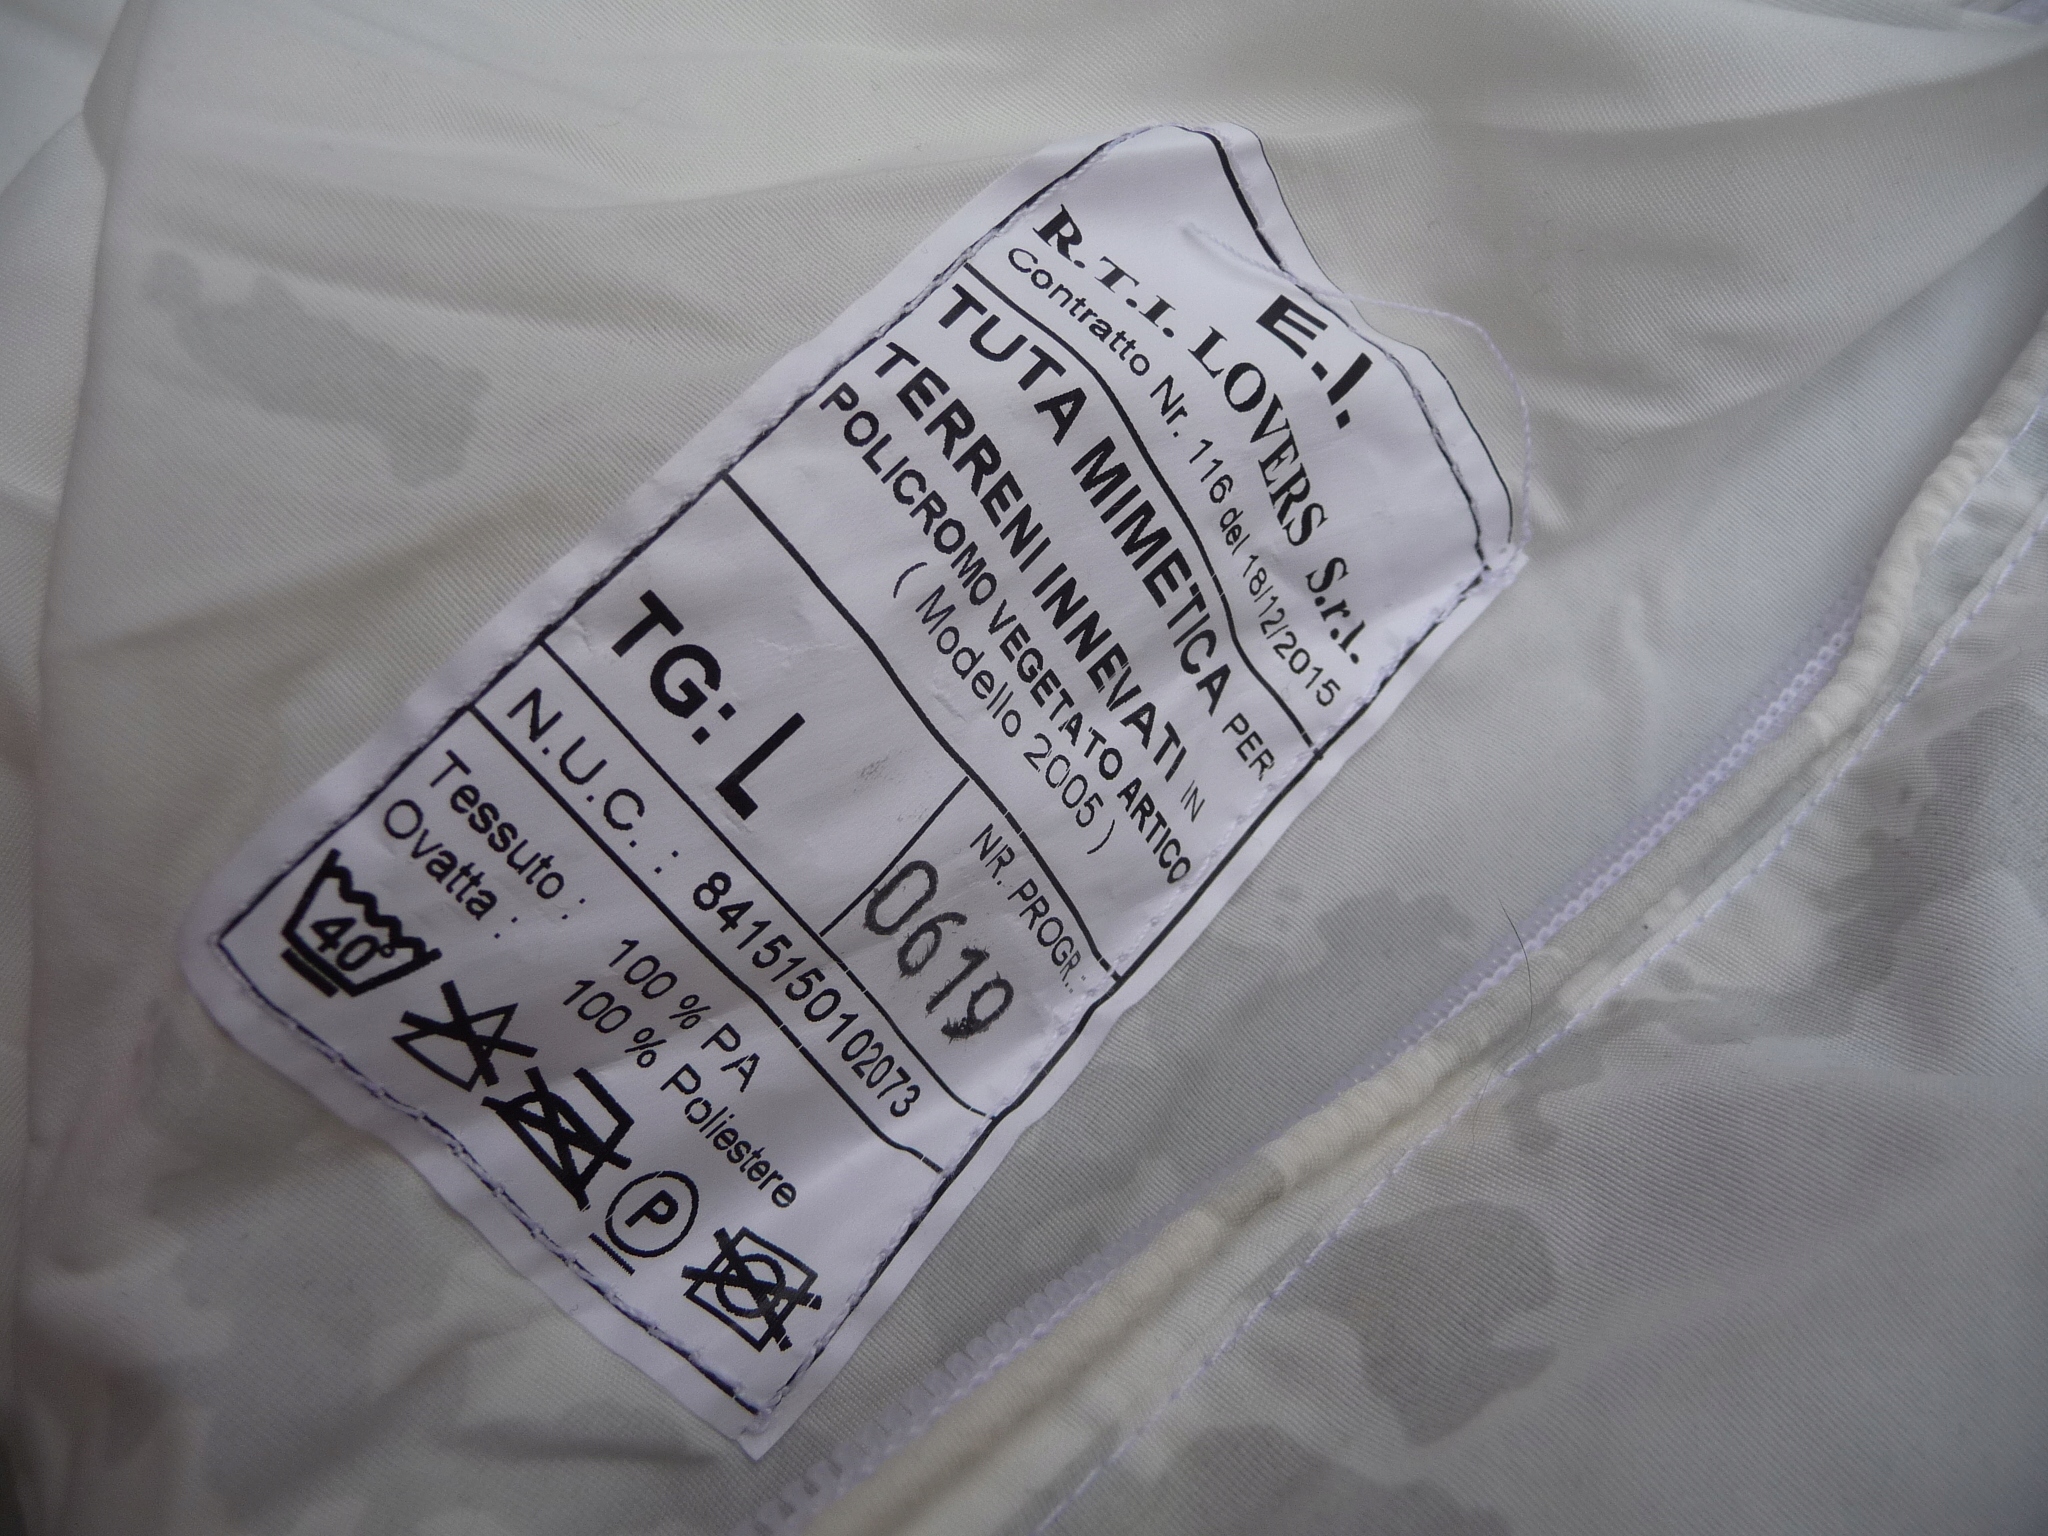 E.I.
R.T.I. LOVERS S.r.l.
Contratto Nr. 116 del 18/12/2015
TUTA MIMETICA PER
TERRENI INNEVATI IN
POLICROMO VEGETATO ARTICO
( Modello 2005 )
TG: L
NR. PROGR.:
0619
N.U.C. : 8415150102073
Tessuto : 100 % PA
Ovatta : 100 % Poliestere
40°
P